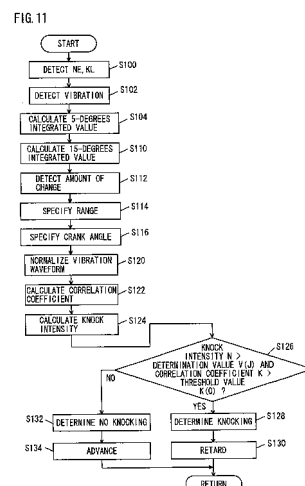 FIG. 11
START
DETECT NE, KL
S100
DETECT VIBRATION
S102
CALCULATE 5-DEGREES
INTEGRATED VALUE
S104
CALCULATE 15-DEGREES
INTEGRATED VALUE
S110
DETECT AMOUNT OF
CHANGE
S112
SPECIFY RANGE
S114
SPECIFY CRANK ANGLE
S116
NORMALIZE VIBRATION
WAVEFORM
S120
CALCULATE CORRELATION
COEFFICIENT
S122
CALCULATE KNOCK
INTENSITY
S124
S126
KNOCK
INTENSITY N >
DETERMINATION VALUE V(J) AND
CORRELATION COEFFICIENT K >
THRESHOLD VALUE
K(0) ?
NO
YES
S132
DETERMINE NO KNOCKING
DETERMINE KNOCKING
S128
S134
ADVANCE
RETARD
S130
RETURN